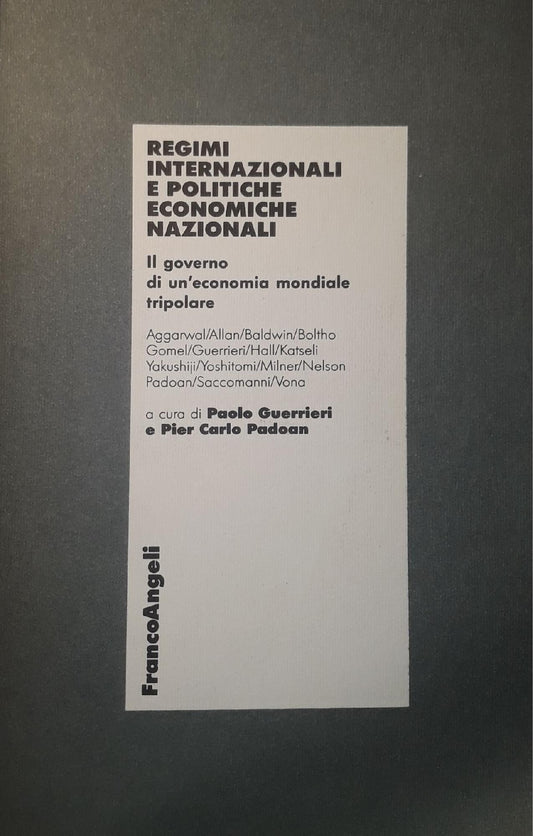 REGIMI
INTERNAZIONALI
E POLITICHE
ECONOMICHE
NAZIONALI
Il governo
di un'economia mondiale
tripolare
Aggarwal/Allan/Baldwin/Boltho
Gomel/Guerrieri/Hall/Katseli
Yakushiji/Yoshitomi/Milner/Nelson
Padoan/Saccomanni/Vona
a cura di Paolo Guerrieri
e Pier Carlo Padoan
FrancoAngeli